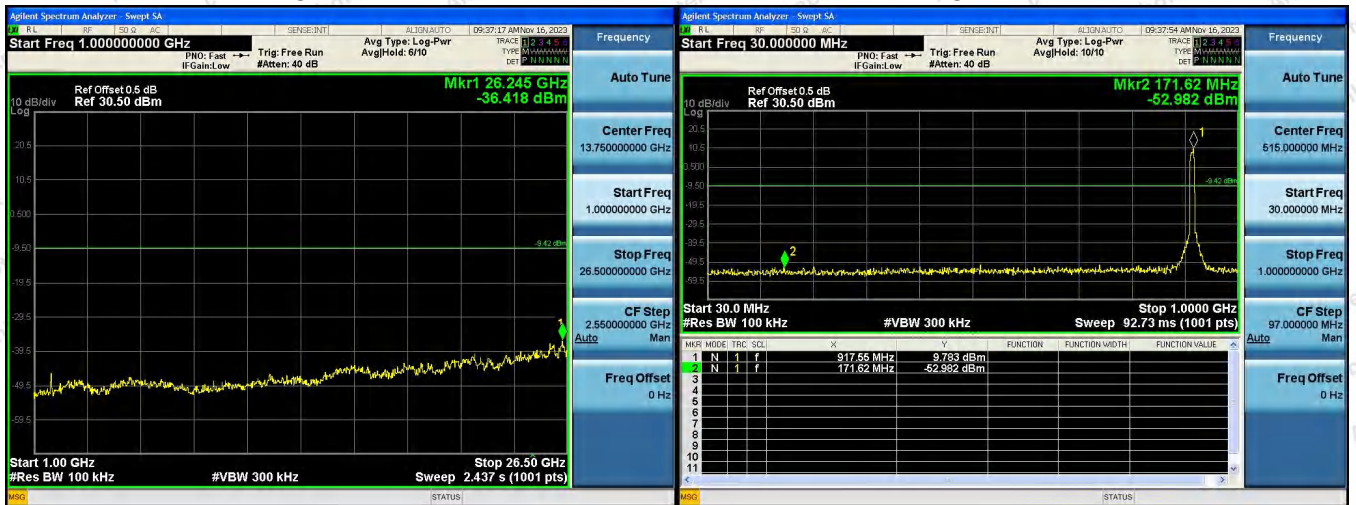 Agilent Spectrum Analyzer - Swept SA
RL RF 50 Ω AC SENSE:INT ALIGNAUTO 09:37:17 AM Nov 16, 2023
Start Freq 1.000000000 GHz
PNO: Fast
IFGain:Low
Trig: Free Run
#Atten: 40 dB
Avg Type: Log-Pwr
Avg|Hold: 6/10
TRACE 1 2 3 4 5 6
TYPE M
DET P N N N N N
Ref Offset 0.5 dB
Ref 30.50 dBm
10 dB/div
Log
Mkr1 26.245 GHz
-36.418 dBm
20.5
10.5
0.500
-9.50
-9.42 dBm
-19.5
-29.5
1
-39.5
-49.5
-59.5
Start 1.00 GHz
Stop 26.50 GHz
#Res BW 100 kHz
#VBW 300 kHz
Sweep 2.437 s (1001 pts)
MSG
STATUS
Frequency
Auto Tune
Center Freq
13.750000000 GHz
Start Freq
1.000000000 GHz
Stop Freq
26.500000000 GHz
CF Step
2.550000000 GHz
Auto Man
Freq Offset
0 Hz
Agilent Spectrum Analyzer - Swept SA
RL RF 50 Ω AC SENSE:INT ALIGNAUTO 09:37:54 AM Nov 16, 2023
Start Freq 30.000000 MHz
PNO: Fast
IFGain:Low
Trig: Free Run
#Atten: 40 dB
Avg Type: Log-Pwr
Avg|Hold: 10/10
TRACE 1 2 3 4 5 6
TYPE M
DET P N N N N N
Ref Offset 0.5 dB
Ref 30.50 dBm
10 dB/div
Log
Mkr2 171.62 MHz
-52.982 dBm
20.5
1
10.5
0.500
-9.50
-9.42 dBm
-19.5
-29.5
-39.5
2
-49.5
-59.5
Start 30.0 MHz
Stop 1.0000 GHz
#Res BW 100 kHz
#VBW 300 kHz
Sweep 92.73 ms (1001 pts)
MKR MODE TRC SCL X Y FUNCTION FUNCTION WIDTH FUNCTION VALUE
1 N 1 f 917.55 MHz 9.783 dBm
2 N 1 f 171.62 MHz -52.982 dBm
3
4
5
6
7
8
9
10
11
MSG
STATUS
Frequency
Auto Tune
Center Freq
515.000000 MHz
Start Freq
30.000000 MHz
Stop Freq
1.000000000 GHz
CF Step
97.000000 MHz
Auto Man
Freq Offset
0 Hz